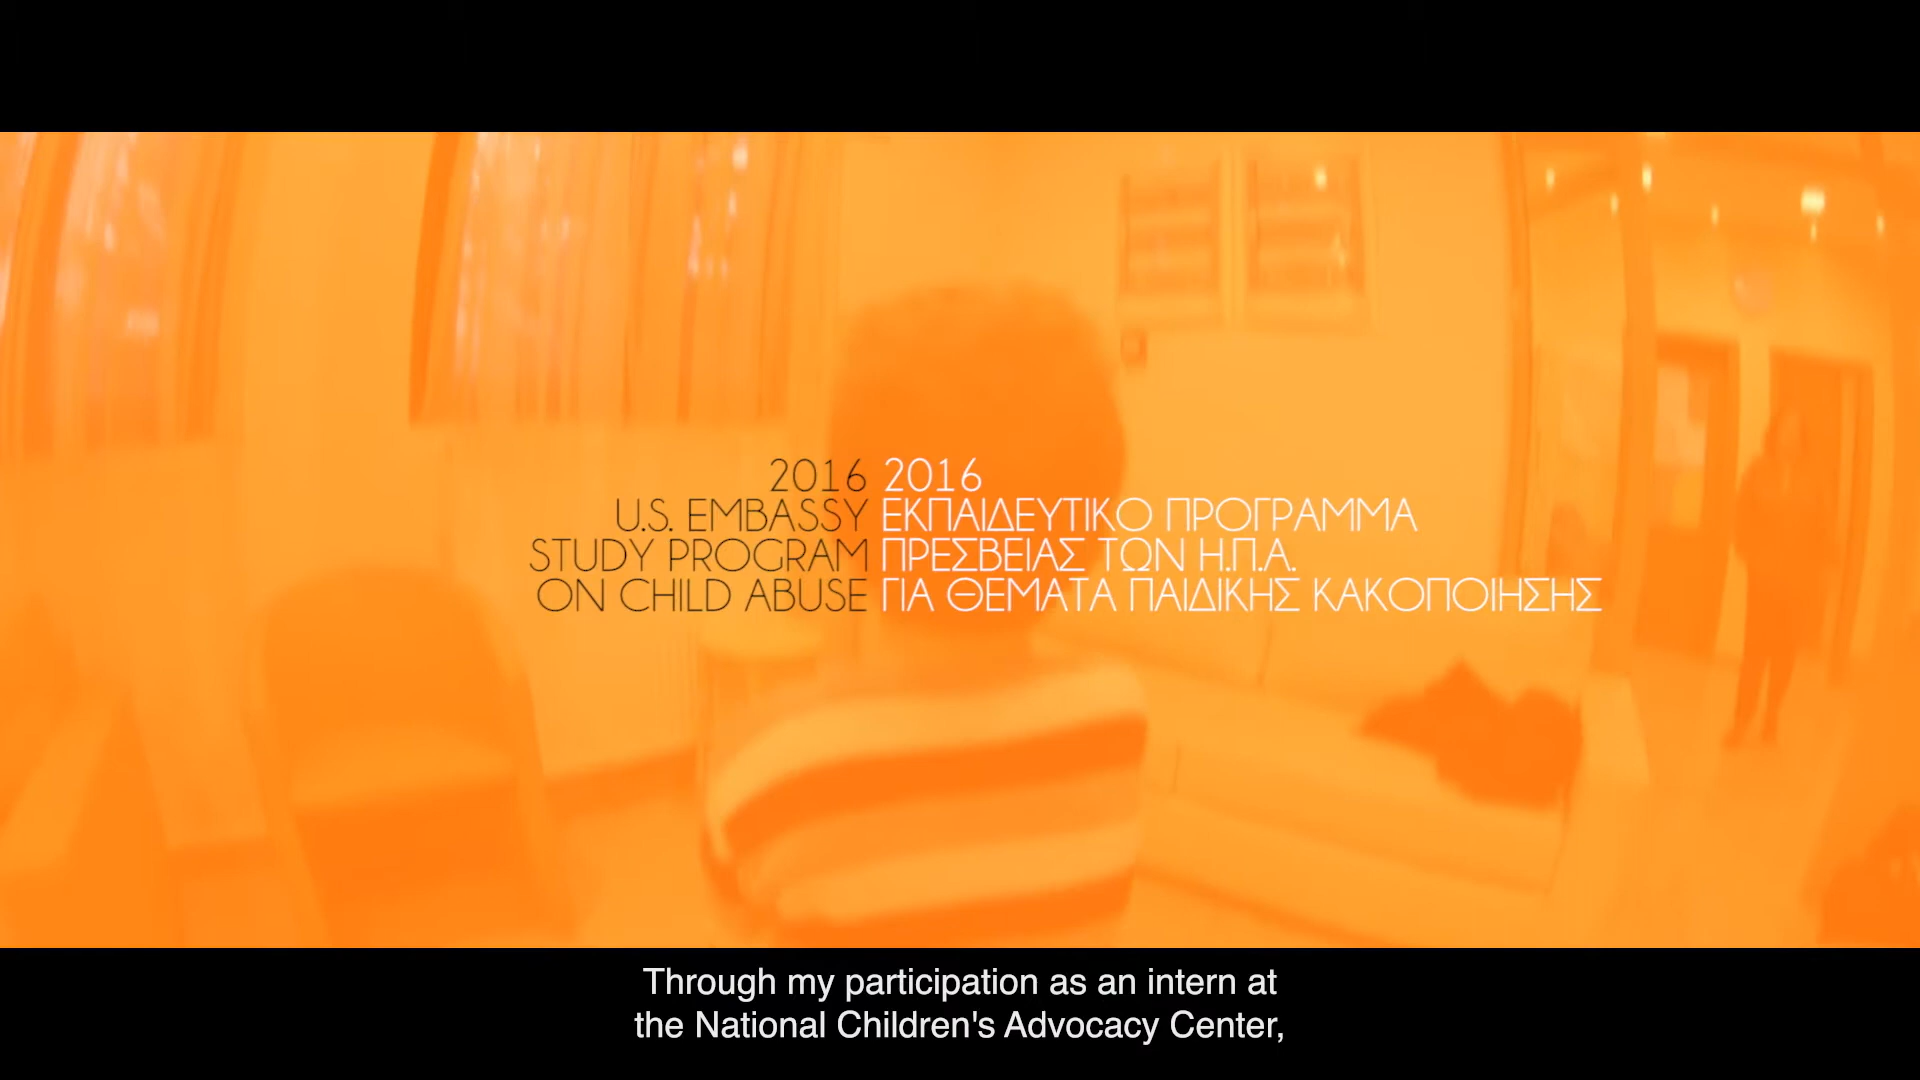 2016
U.S. EMBASSY
STUDY PROGRAM
ON CHILD ABUSE
2016
ΕΚΠΑΙΔΕΥΤΙΚΟ ΠΡΟΓΡΑΜΜΑ
ΠΡΕΣΒΕΙΑΣ ΤΩΝ Η.Π.Α.
ΓΙΑ ΘΕΜΑΤΑ ΠΑΙΔΙΚΗΣ ΚΑΚΟΠΟΙΗΣΗΣ
Through my participation as an intern at
the National Children's Advocacy Center,